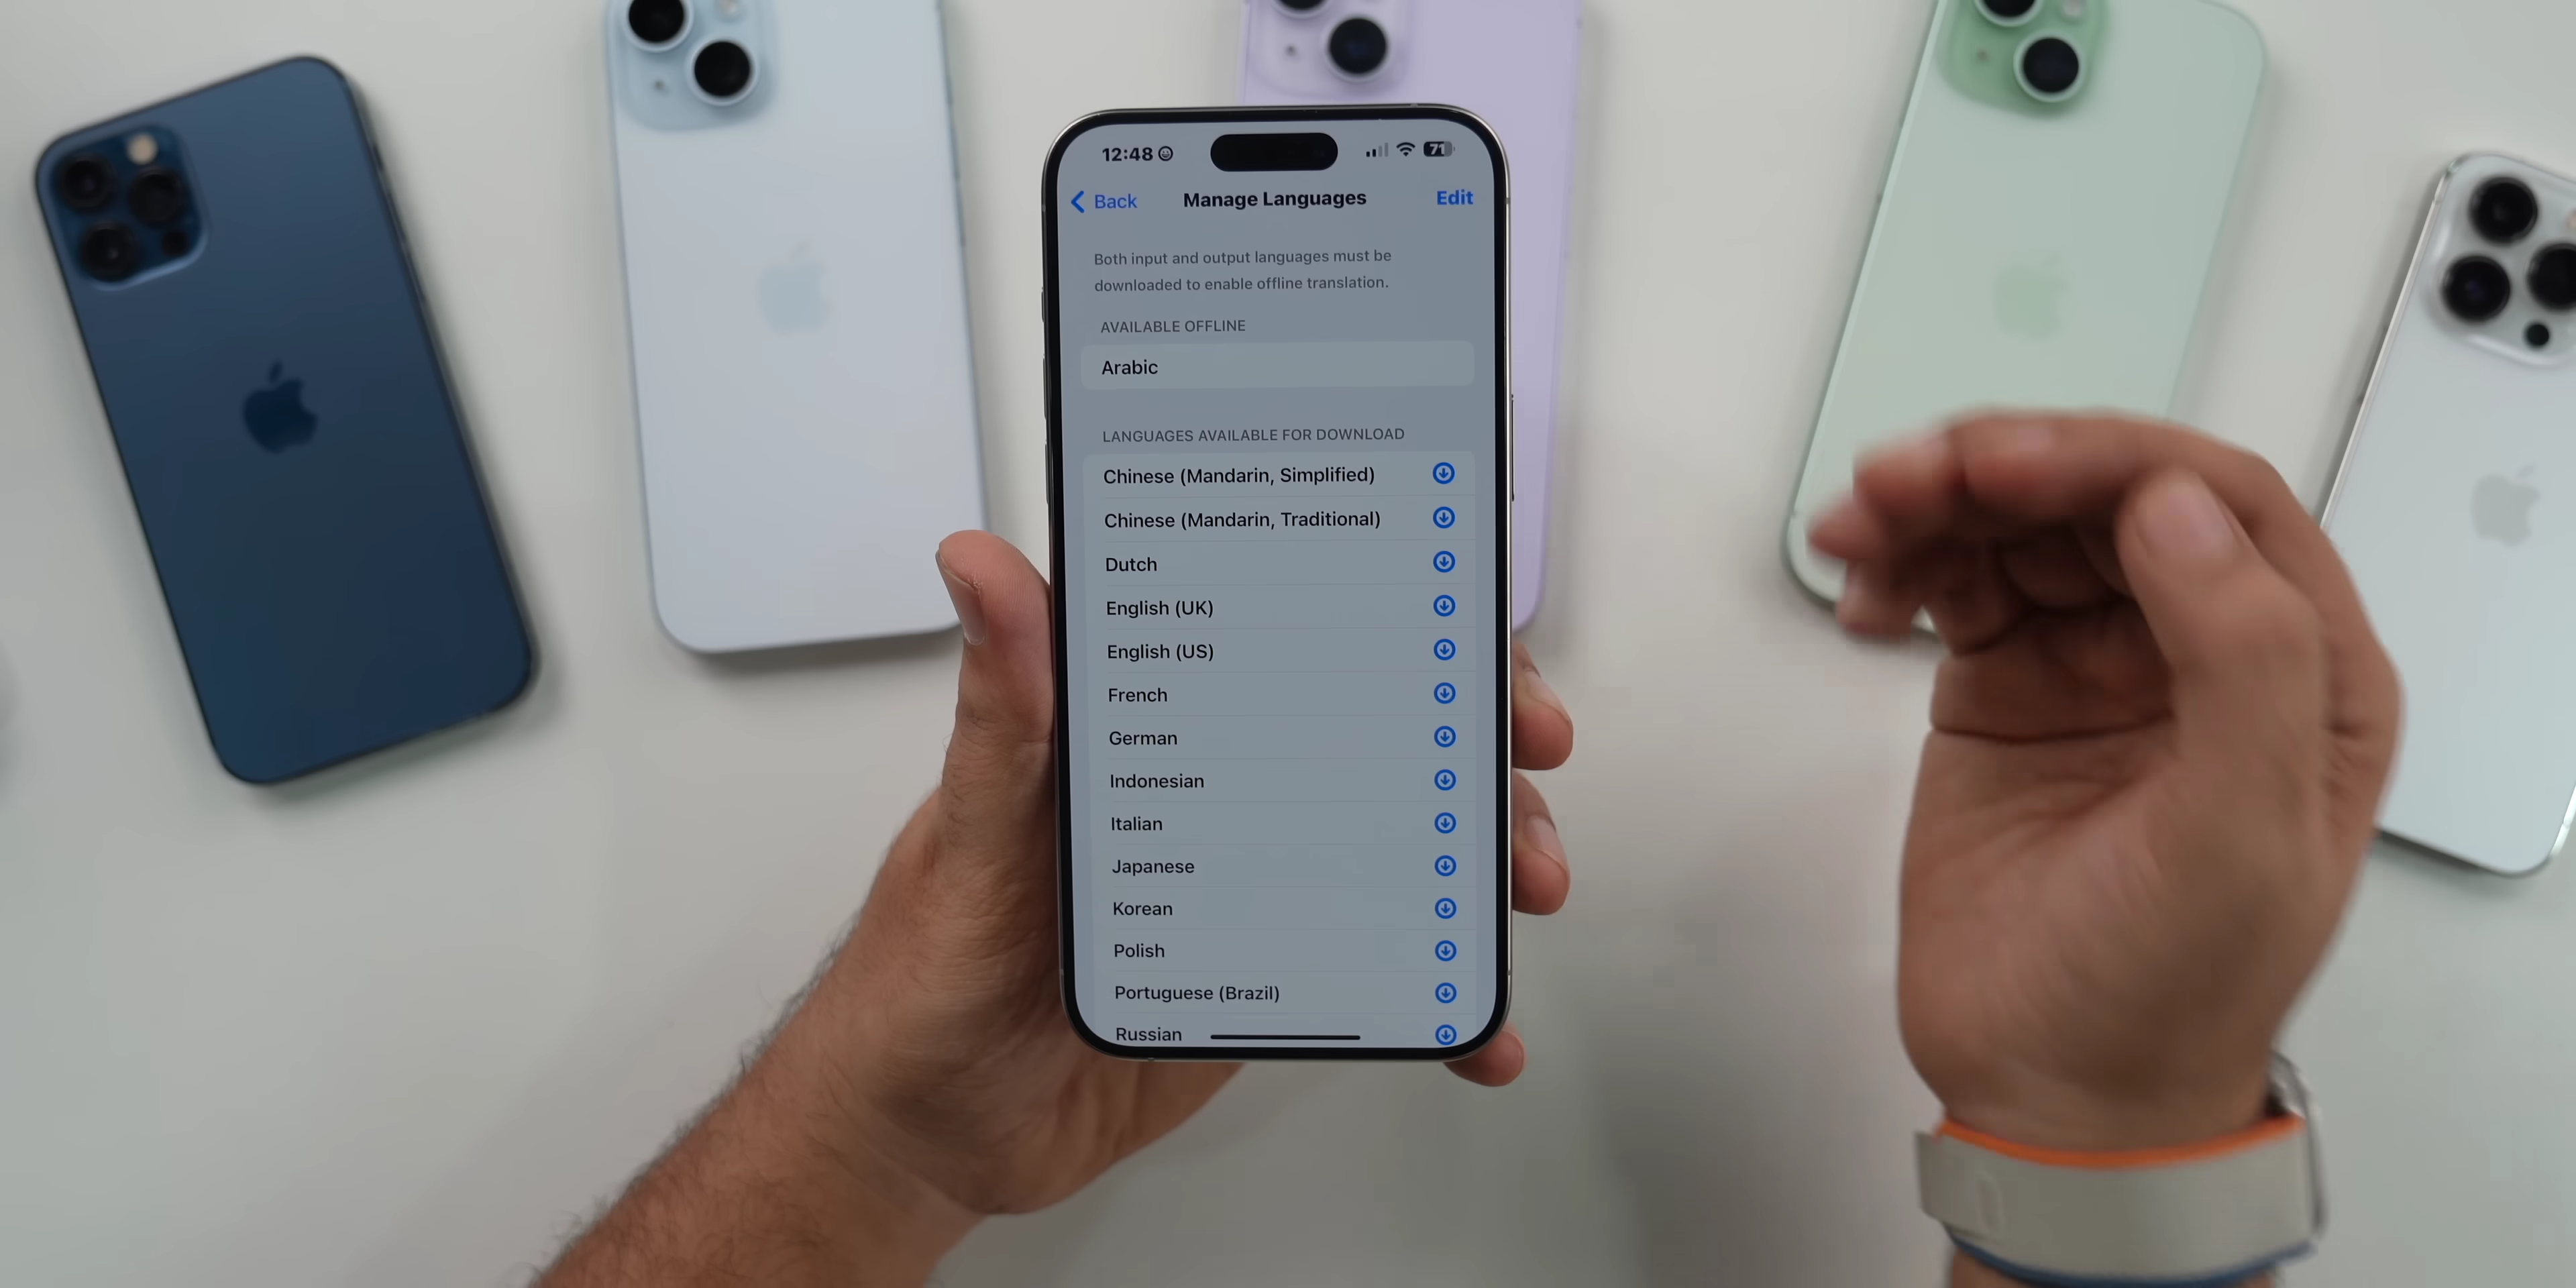 12:48
71
Back
Manage Languages
Edit
Both input and output languages must be
downloaded to enable offline translation.
AVAILABLE OFFLINE
Arabic
LANGUAGES AVAILABLE FOR DOWNLOAD
Chinese (Mandarin, Simplified)
Chinese (Mandarin, Traditional)
Dutch
English (UK)
English (US)
French
German
Indonesian
Italian
Japanese
Korean
Polish
Portuguese (Brazil)
Russian